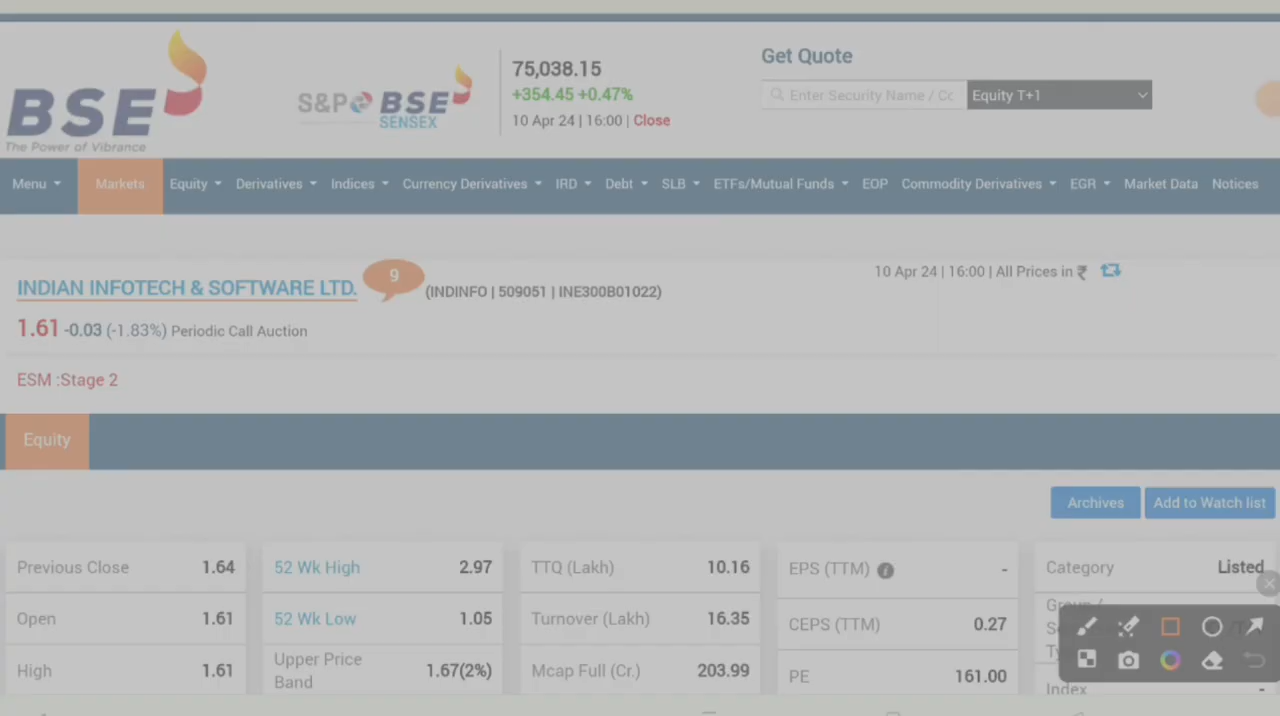 BSE
The Power of Vibrance
S&P BSE
SENSEX
75,038.15
+354.45 +0.47%
10 Apr 24 | 16:00 | Close
Get Quote
Enter Security Name / Cc
Equity T+1
Menu Markets Equity Derivatives Indices Currency Derivatives IRD Debt SLB ETFs/Mutual Funds EOP Commodity Derivatives EGR Market Data Notices
INDIAN INFOTECH & SOFTWARE LTD. 9 (INDINFO | 509051 | INE300B01022)
10 Apr 24 | 16:00 | All Prices in ₹
1.61 -0.03 (-1.83%) Periodic Call Auction
ESM :Stage 2
Equity
Archives Add to Watch list
Previous Close 1.64
Open 1.61
High 1.61
52 Wk High 2.97
52 Wk Low 1.05
Upper Price
Band 1.67(2%)
TTQ (Lakh) 10.16
Turnover (Lakh) 16.35
Mcap Full (Cr.) 203.99
EPS (TTM) -
CEPS (TTM) 0.27
PE 161.00
Category Listed
Group /
Index -